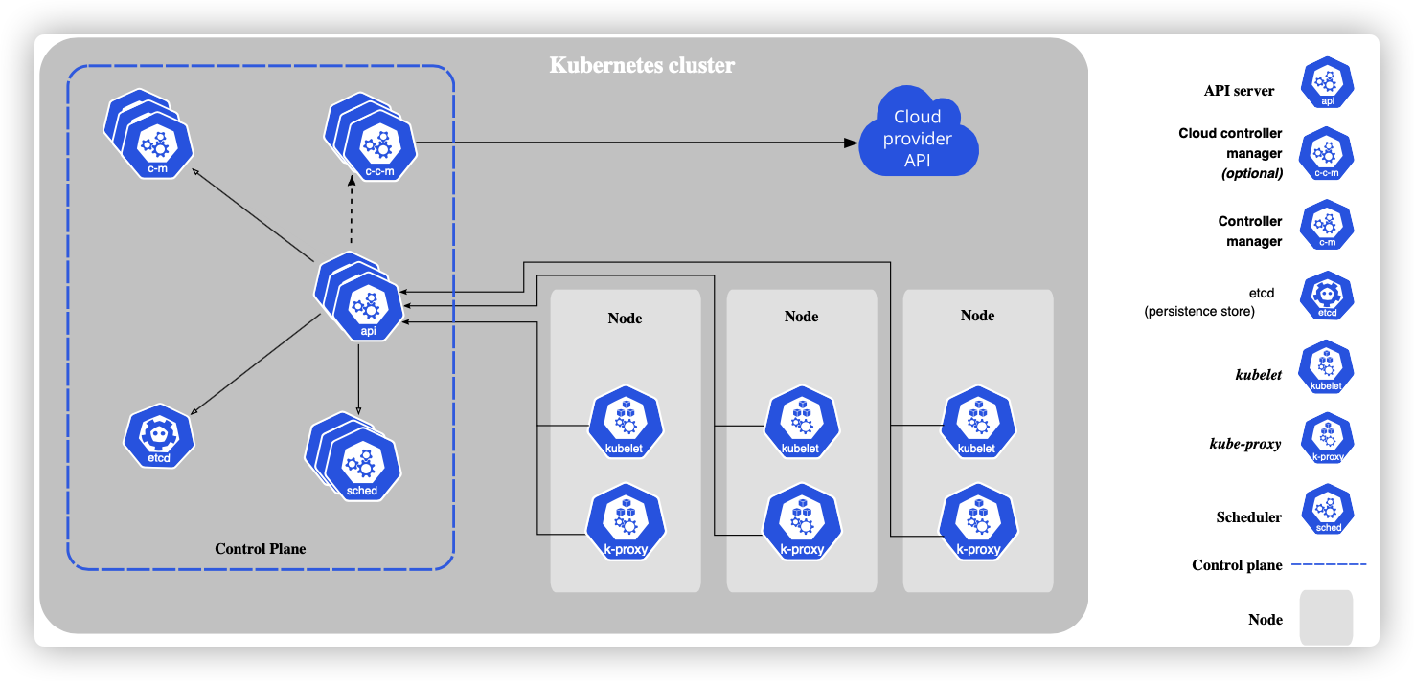 Kubernetes cluster
c-m
c-c-m
Cloud
provider
API
api
etcd
sched
Control Plane
Node
kubelet
k-proxy
Node
kubelet
k-proxy
Node
kubelet
k-proxy
API server
api
Cloud controller
manager
(optional)
c-c-m
Controller
manager
c-m
etcd
(persistence store)
etcd
kubelet
kubelet
kube-proxy
k-proxy
Scheduler
sched
Control plane
Node